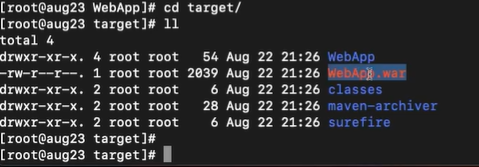 [root@aug23 WebApp]# cd target/
[root@aug23 target]# ll
total 4
drwxr-xr-x. 4 root root 54 Aug 22 21:26 WebApp
-rw-r--r--. 1 root root 2039 Aug 22 21:26 WebApp.war
drwxr-xr-x. 2 root root 6 Aug 22 21:26 classes
drwxr-xr-x. 2 root root 28 Aug 22 21:26 maven-archiver
drwxr-xr-x. 2 root root 6 Aug 22 21:26 surefire
[root@aug23 target]#
[root@aug23 target]#